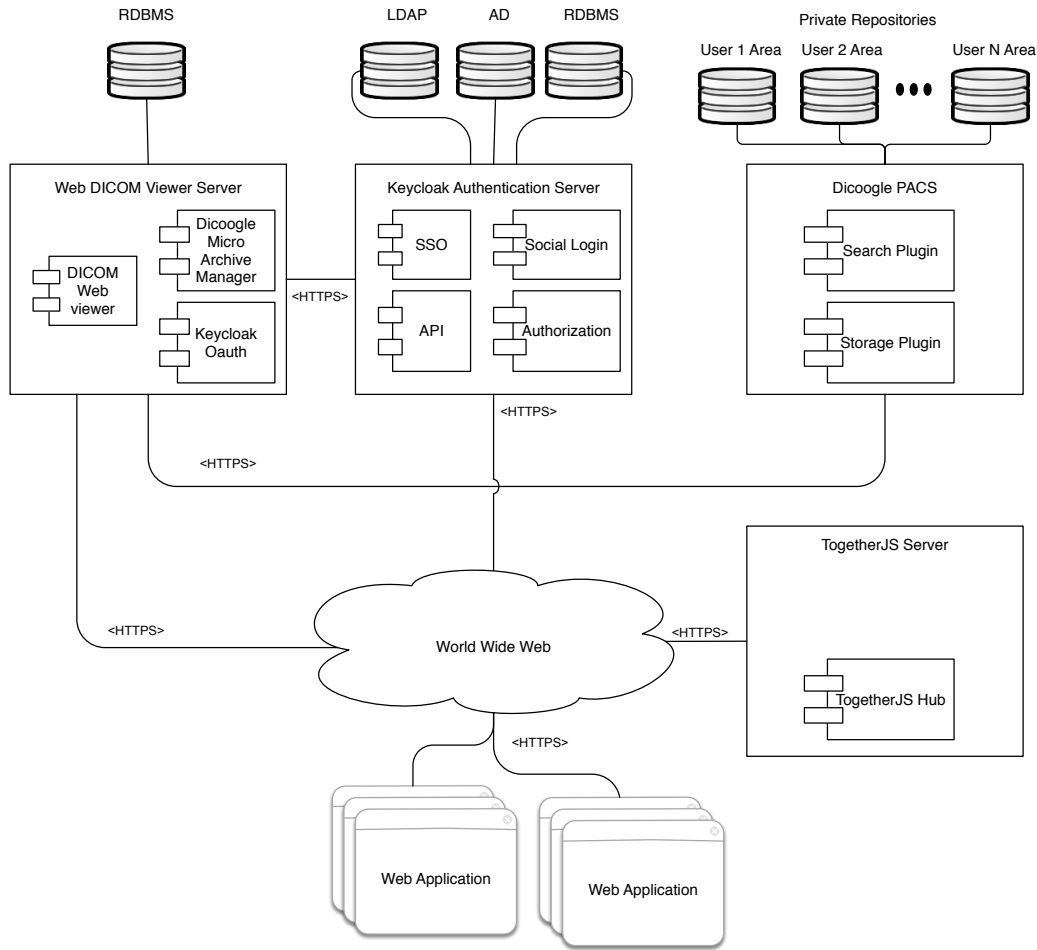 RDBMS
LDAP
AD
RDBMS
Private Repositories
User 1 Area
User 2 Area
User N Area
Web DICOM Viewer Server
Dicoogle
Micro
Archive
Manager
DICOM
Web
viewer
Keycloak
Oauth
<HTTPS>
Keycloak Authentication Server
SSO
Social Login
API
Authorization
Dicoogle PACS
Search Plugin
Storage Plugin
<HTTPS>
<HTTPS>
TogetherJS Server
TogetherJS Hub
<HTTPS>
World Wide Web
<HTTPS>
<HTTPS>
Web Application
Web Application